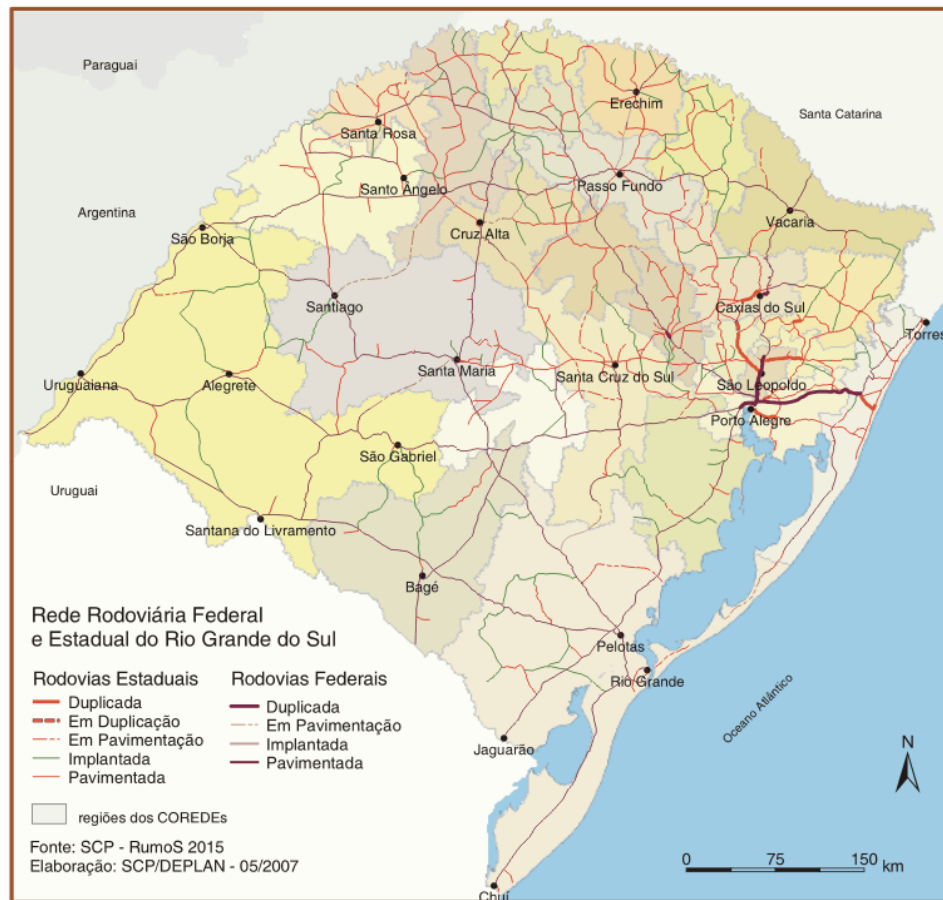 Paraguai
Santa Catarina
Erechim
Santa Rosa
Santo Ângelo
Passo Fundo
Argentina
Vacaria
São Borja
Cruz Alta
Santiago
Caxias do Sul
Torres
Uruguaiana
Alegrete
Santa Maria
Santa Cruz do Sul
São Leopoldo
Porto Alegre
São Gabriel
Uruguai
Santana do Livramento
Bagé
Pelotas
Rio Grande
Oceano Atlântico
Jaguarão
Chuí
Rede Rodoviária Federal
e Estadual do Rio Grande do Sul
Rodovias Estaduais
Duplicada
Em Duplicação
Em Pavimentação
Implantada
Pavimentada
Rodovias Federais
Duplicada
Em Pavimentação
Implantada
Pavimentada
regiões dos COREDEs
Fonte: SCP - RumoS 2015
Elaboração: SCP/DEPLAN - 05/2007
N
0 75 150 km